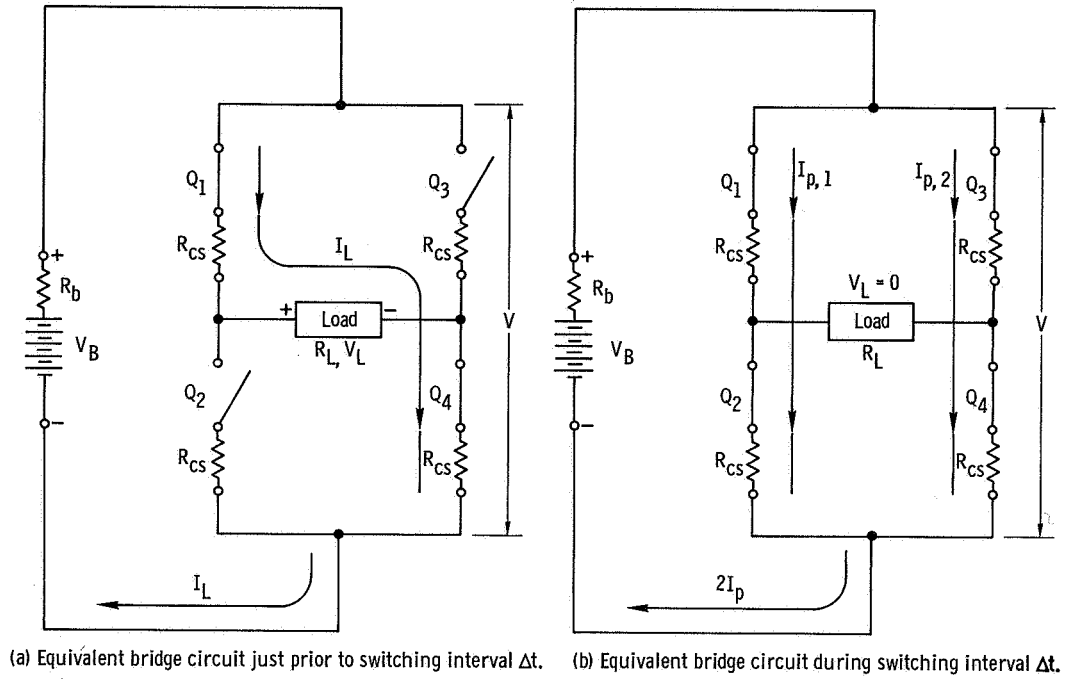 Q1
Q3
RCS
IL
RCS
+
Rb
VB
−
+
Load
−
RL, VL
V
Q2
Q4
RCS
RCS
IL
(a) Equivalent bridge circuit just prior to switching interval Δt.
Q1
Ip, 1
Ip, 2
Q3
RCS
RCS
+
Rb
VB
−
VL = 0
Load
RL
V
Q2
Q4
RCS
RCS
2Ip
(b) Equivalent bridge circuit during switching interval Δt.